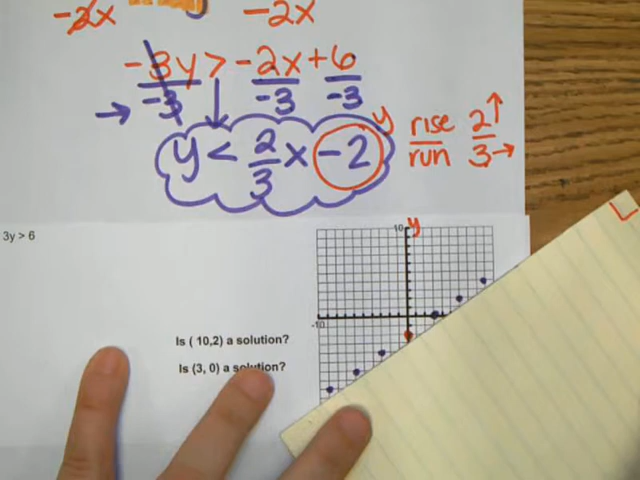 -2x -2x
-3y > -2x + 6
-3 -3 -3
y < 2/3 x - 2
y rise 2
run 3
3y > 6
10 y
-10
Is ( 10,2) a solution?
Is (3, 0) a solution?